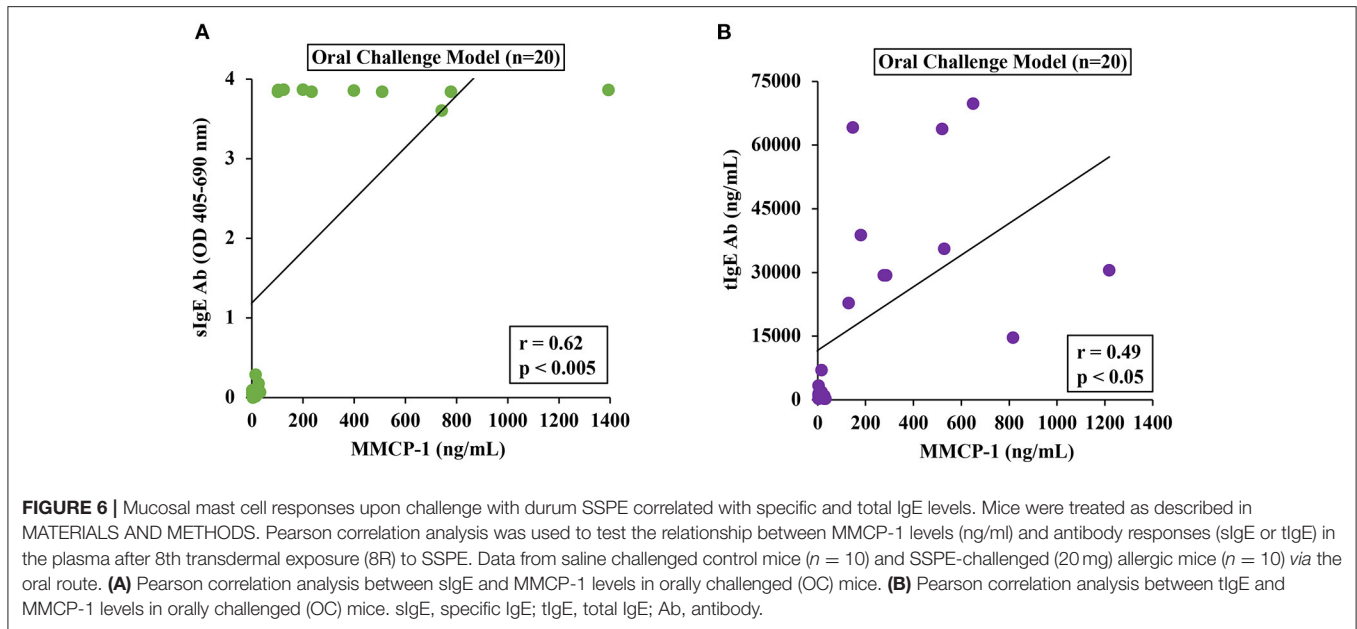 A
Oral Challenge Model (n=20)
sIgE Ab (OD 405-690 nm)
4
3
2
1
0
0 200 400 600 800 1000 1200 1400
MMCP-1 (ng/mL)
r = 0.62
p < 0.005
B
Oral Challenge Model (n=20)
tIgE Ab (ng/mL)
75000
60000
45000
30000
15000
0
0 200 400 600 800 1000 1200 1400
MMCP-1 (ng/mL)
r = 0.49
p < 0.05
FIGURE 6 | Mucosal mast cell responses upon challenge with durum SSPE correlated with specific and total IgE levels. Mice were treated as described in
MATERIALS AND METHODS. Pearson correlation analysis was used to test the relationship between MMCP-1 levels (ng/ml) and antibody responses (sIgE or tIgE) in
the plasma after 8th transdermal exposure (8R) to SSPE. Data from saline challenged control mice (n = 10) and SSPE-challenged (20 mg) allergic mice (n = 10) via the
oral route. (A) Pearson correlation analysis between sIgE and MMCP-1 levels in orally challenged (OC) mice. (B) Pearson correlation analysis between tIgE and
MMCP-1 levels in orally challenged (OC) mice. sIgE, specific IgE; tIgE, total IgE; Ab, antibody.